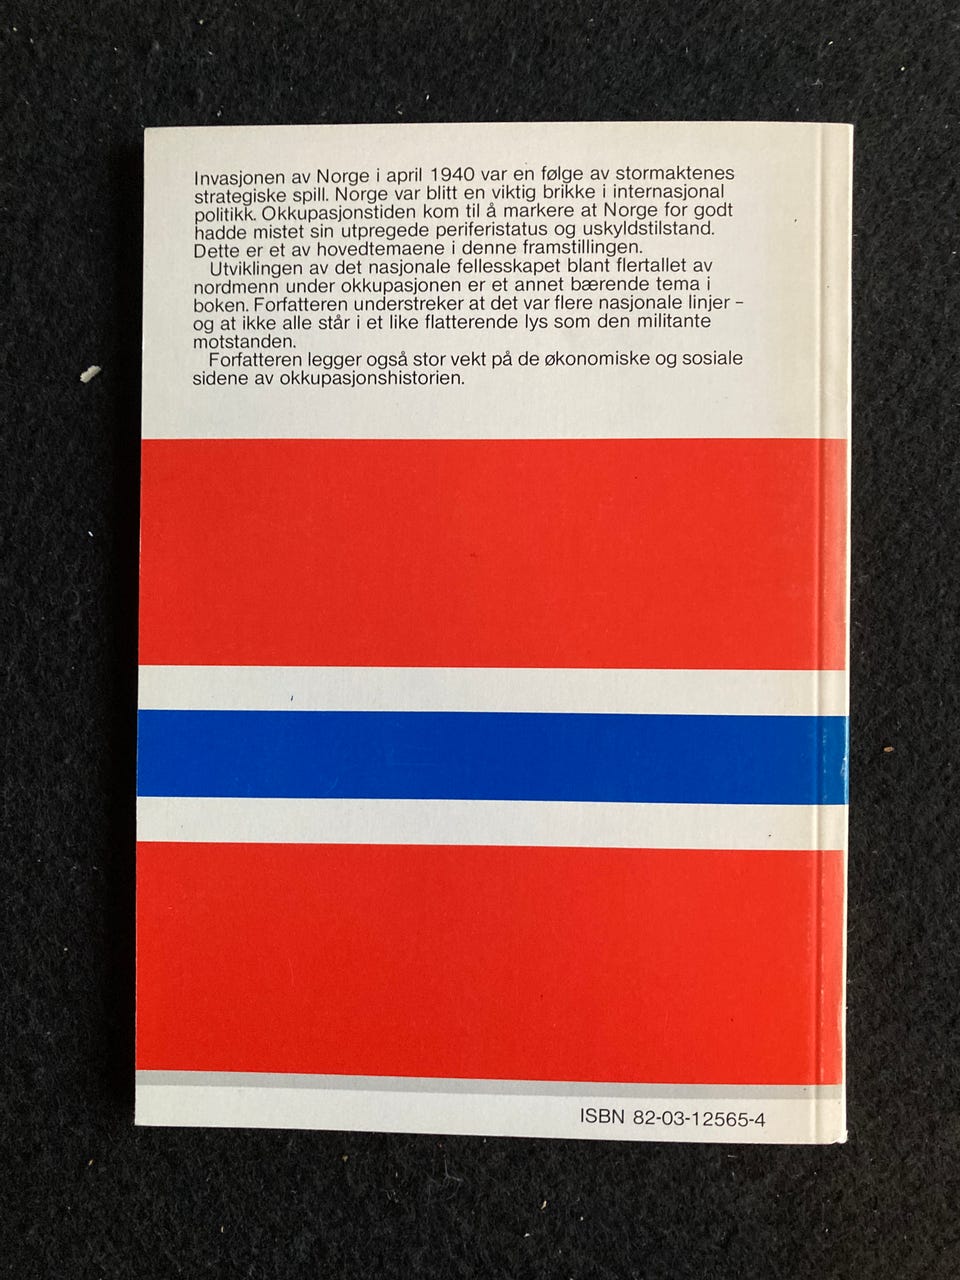 Invasjonen av Norge i april 1940 var en følge av stormaktenes
strategiske spill. Norge var blitt en viktig brikke i internasjonal
politikk. Okkupasjonstiden kom til å markere at Norge for godt
hadde mistet sin utpregede periferistatus og uskyldstilstand.
Dette er et av hovedtemaene i denne framstillingen.
Utviklingen av det nasjonale fellesskapet blant flertallet av
nordmenn under okkupasjonen er et annet bærende tema i
boken. Forfatteren understreker at det var flere nasjonale linjer –
og at ikke alle står i et like flatterende lys som den militante
motstanden.
Forfatteren legger også stor vekt på de økonomiske og sosiale
sidene av okkupasjonshistorien.
ISBN 82-03-12565-4